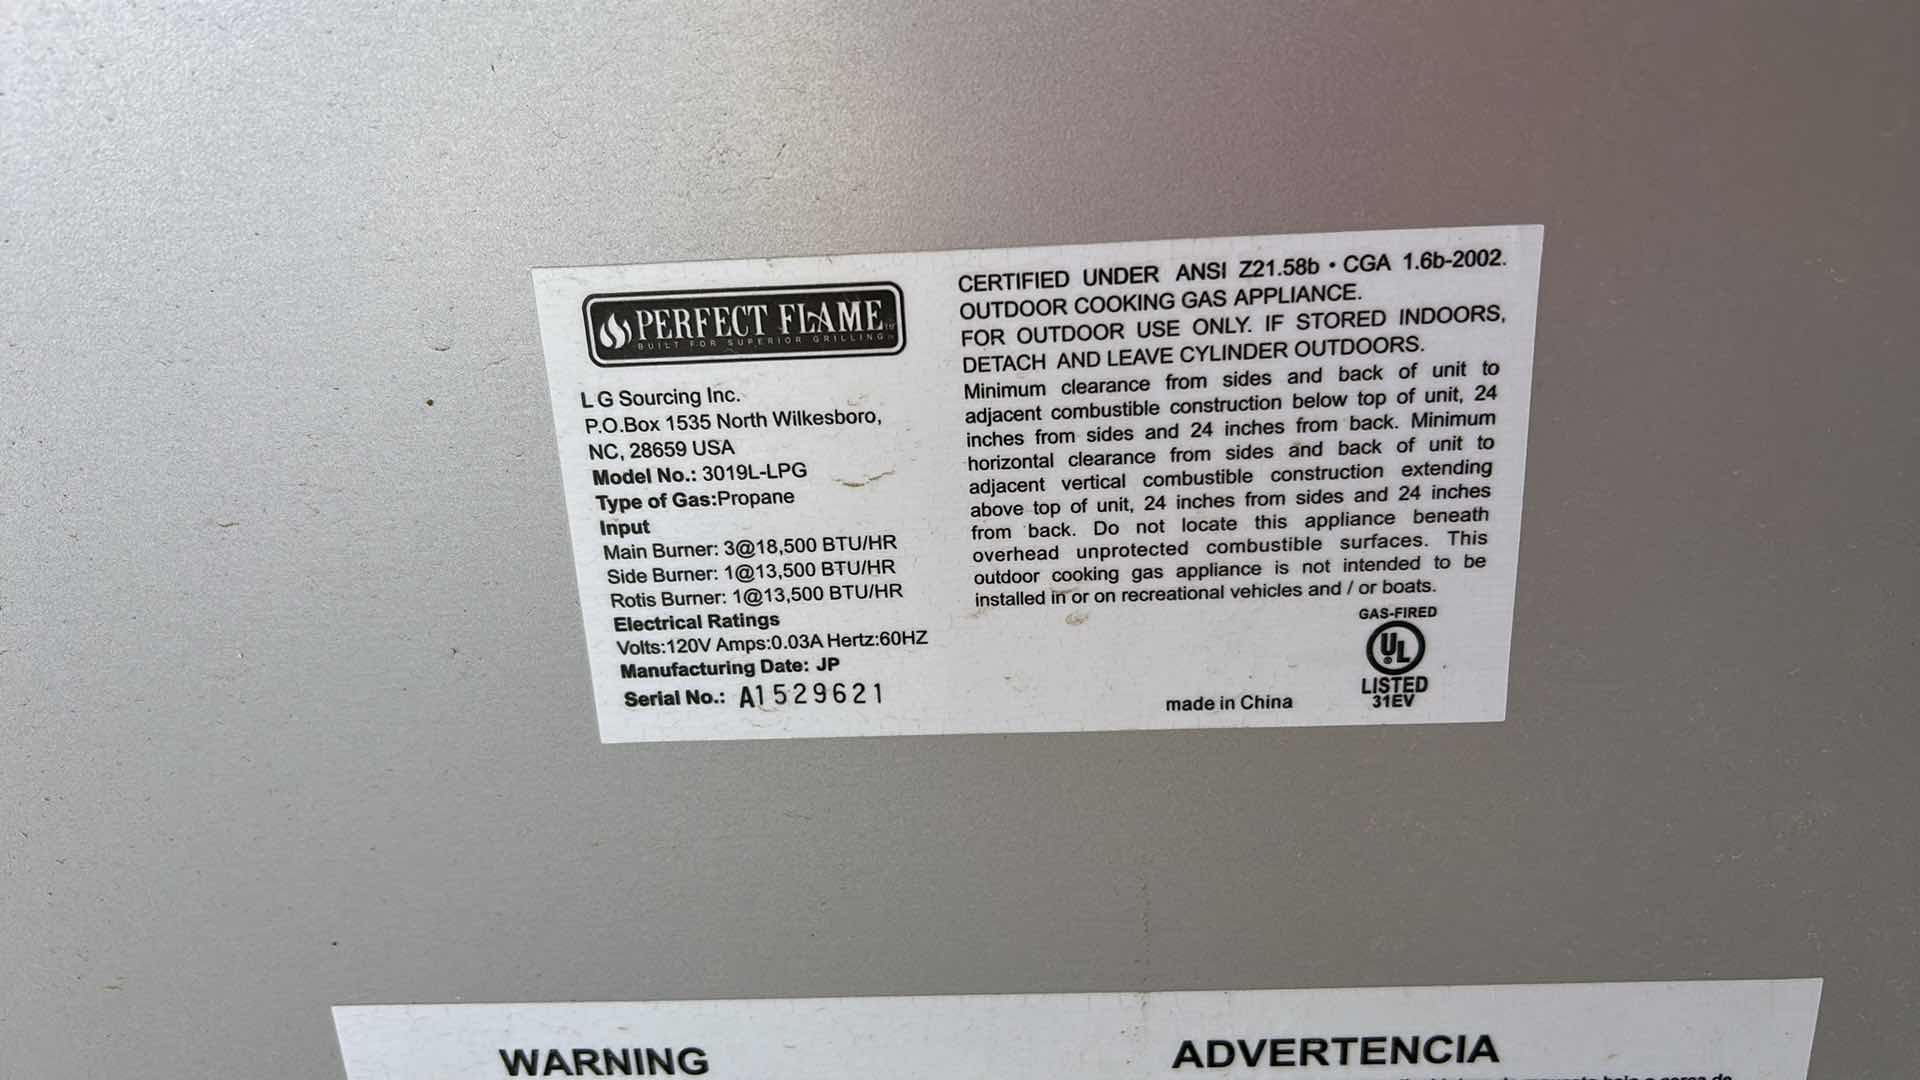 PERFECT FLAME™
BUILT FOR SUPERIOR GRILLING
L G Sourcing Inc.
P.O.Box 1535 North Wilkesboro,
NC, 28659 USA
Model No.: 3019L-LPG
Type of Gas:Propane
Input
Main Burner: 3@18,500 BTU/HR
Side Burner: 1@13,500 BTU/HR
Rotis Burner: 1@13,500 BTU/HR
Electrical Ratings
Volts:120V Amps:0.03A Hertz:60HZ
Manufacturing Date: JP
Serial No.: A1529621
CERTIFIED UNDER ANSI Z21.58b • CGA 1.6b-2002.
OUTDOOR COOKING GAS APPLIANCE.
FOR OUTDOOR USE ONLY. IF STORED INDOORS,
DETACH AND LEAVE CYLINDER OUTDOORS.
Minimum clearance from sides and back of unit to
adjacent combustible construction below top of unit, 24
inches from sides and 24 inches from back. Minimum
horizontal clearance from sides and back of unit to
adjacent vertical combustible construction extending
above top of unit, 24 inches from sides and 24 inches
from back. Do not locate this appliance beneath
overhead unprotected combustible surfaces. This
outdoor cooking gas appliance is not intended to be
installed in or on recreational vehicles and / or boats.
GAS-FIRED
UL
LISTED
31EV
made in China
WARNING
ADVERTENCIA